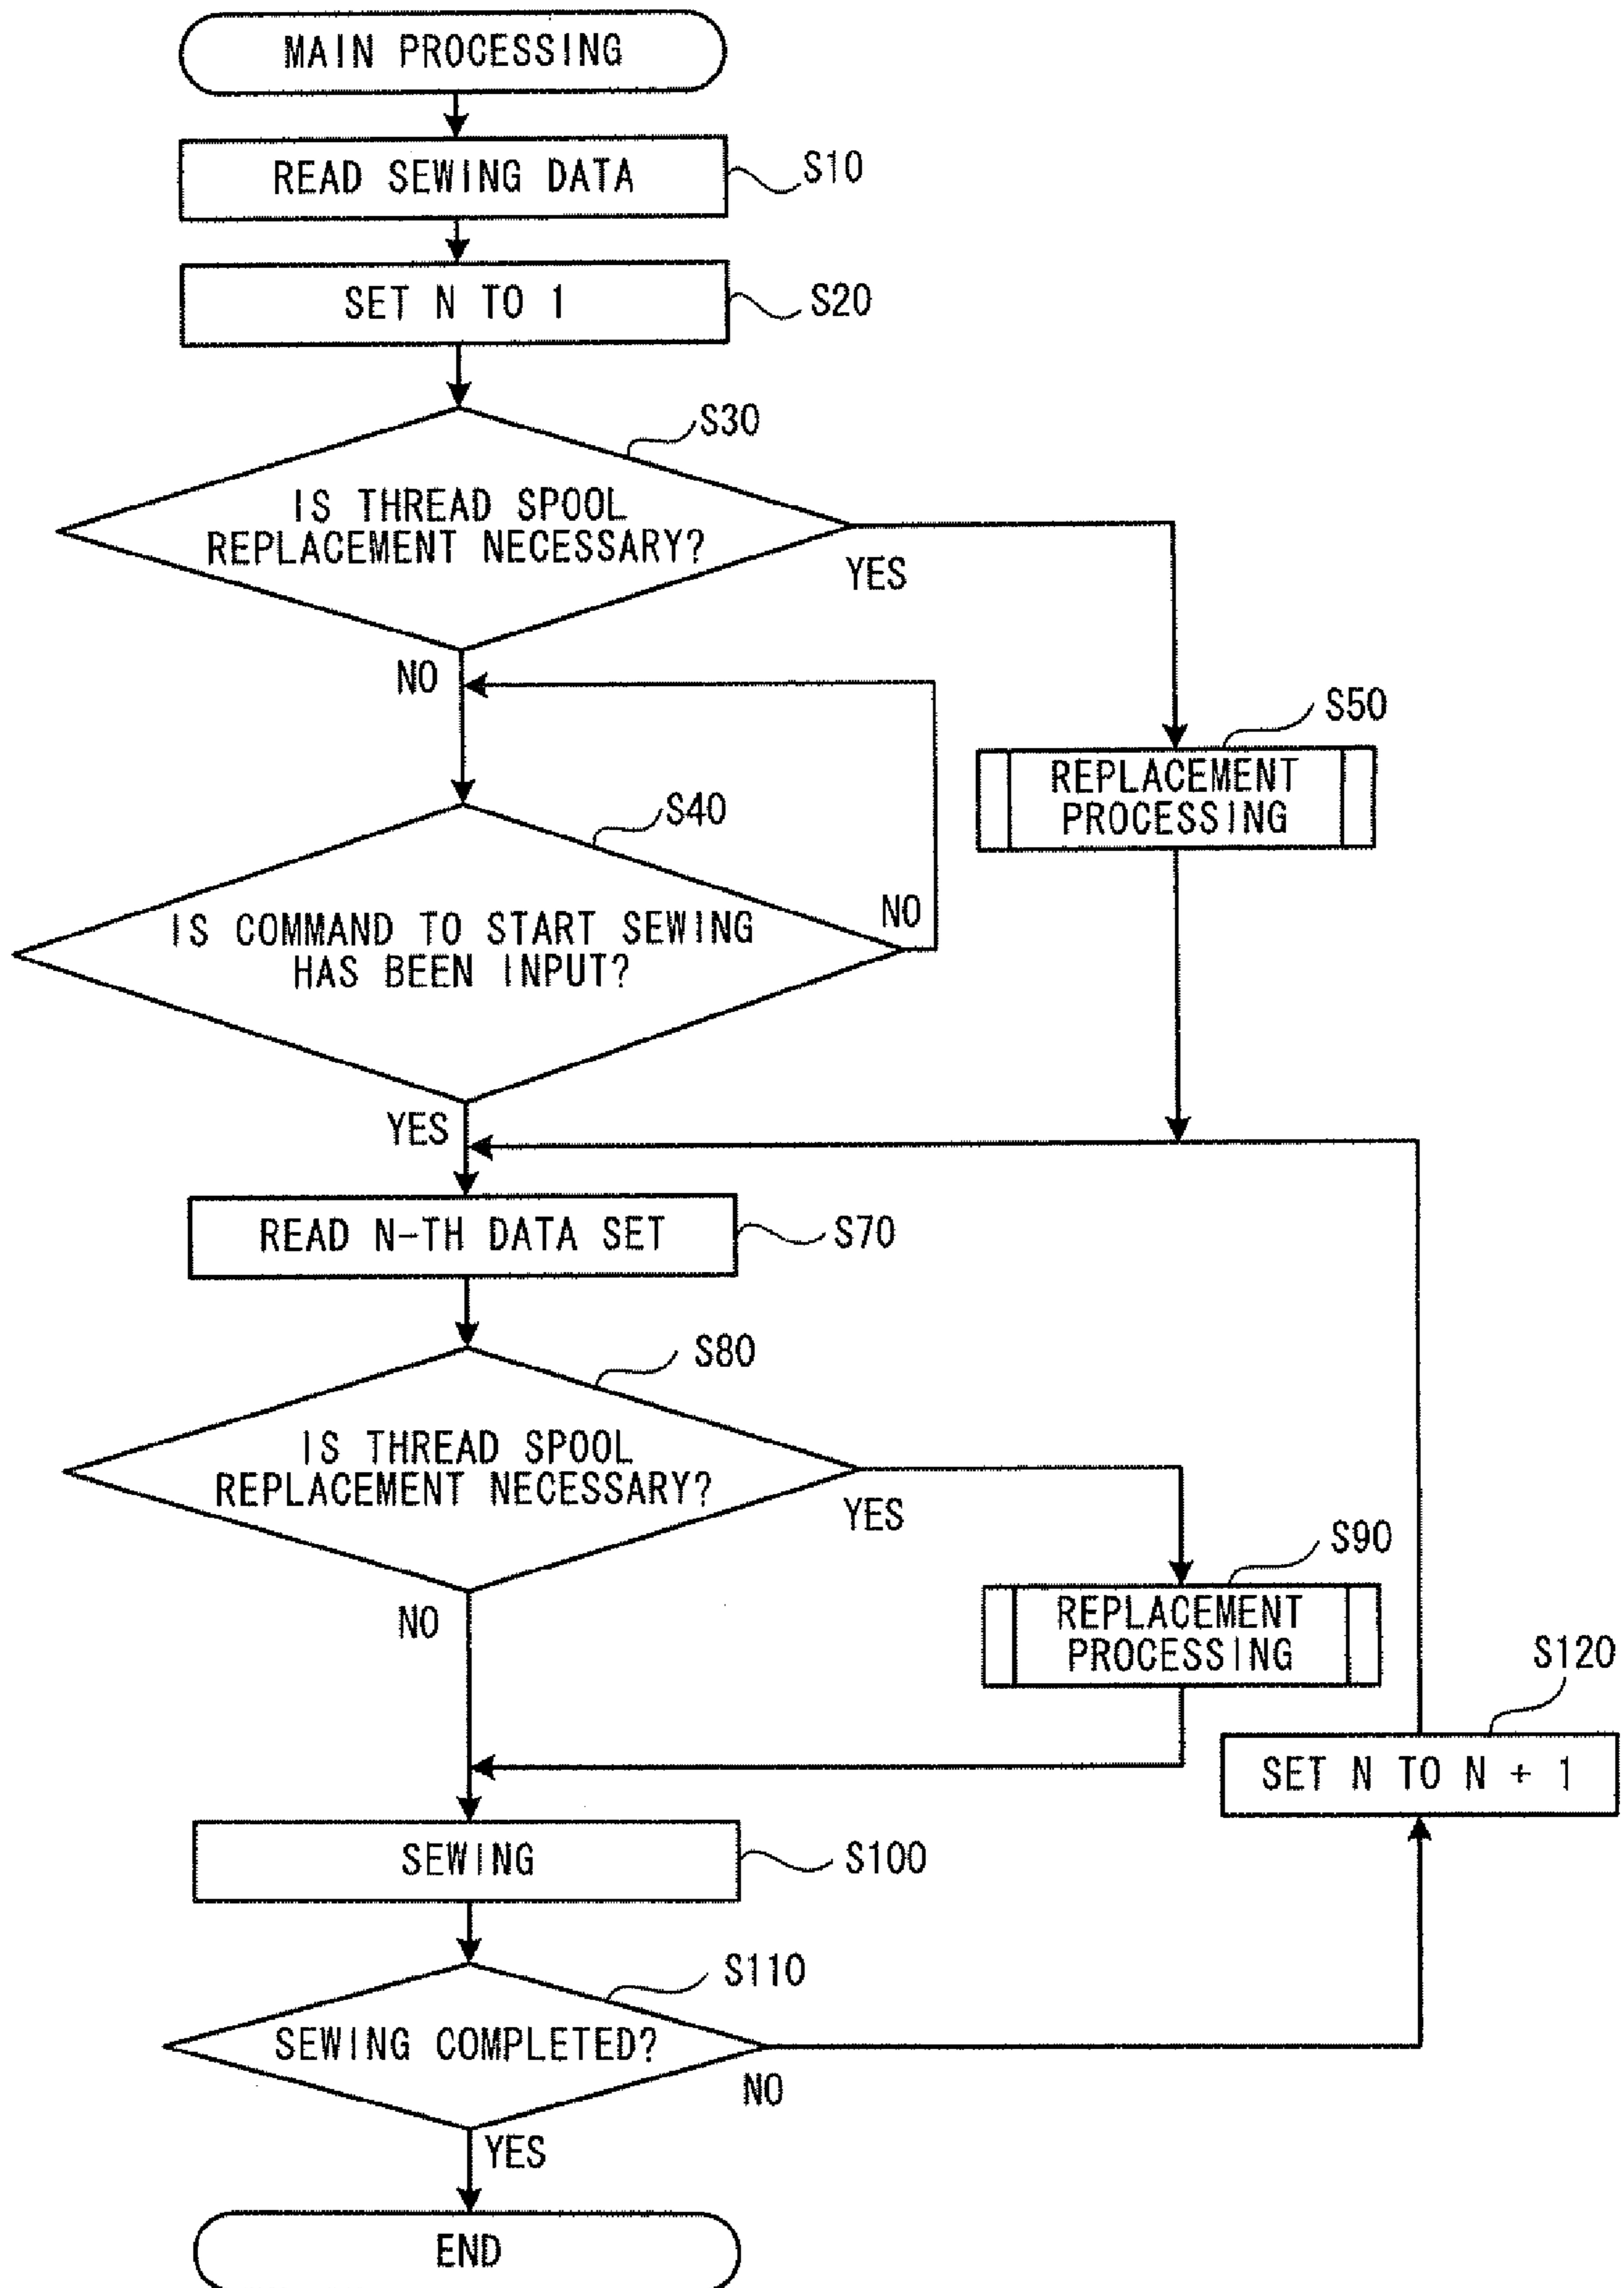 MAIN PROCESSING
READ SEWING DATA
S10
SET N TO 1
S20
S30
IS THREAD SPOOL
REPLACEMENT NECESSARY?
YES
NO
S50
REPLACEMENT
PROCESSING
S40
IS COMMAND TO START SEWING
HAS BEEN INPUT?
NO
YES
READ N-TH DATA SET
S70
S80
IS THREAD SPOOL
REPLACEMENT NECESSARY?
YES
NO
S90
REPLACEMENT
PROCESSING
S120
SET N TO N + 1
SEWING
S100
S110
SEWING COMPLETED?
NO
YES
END